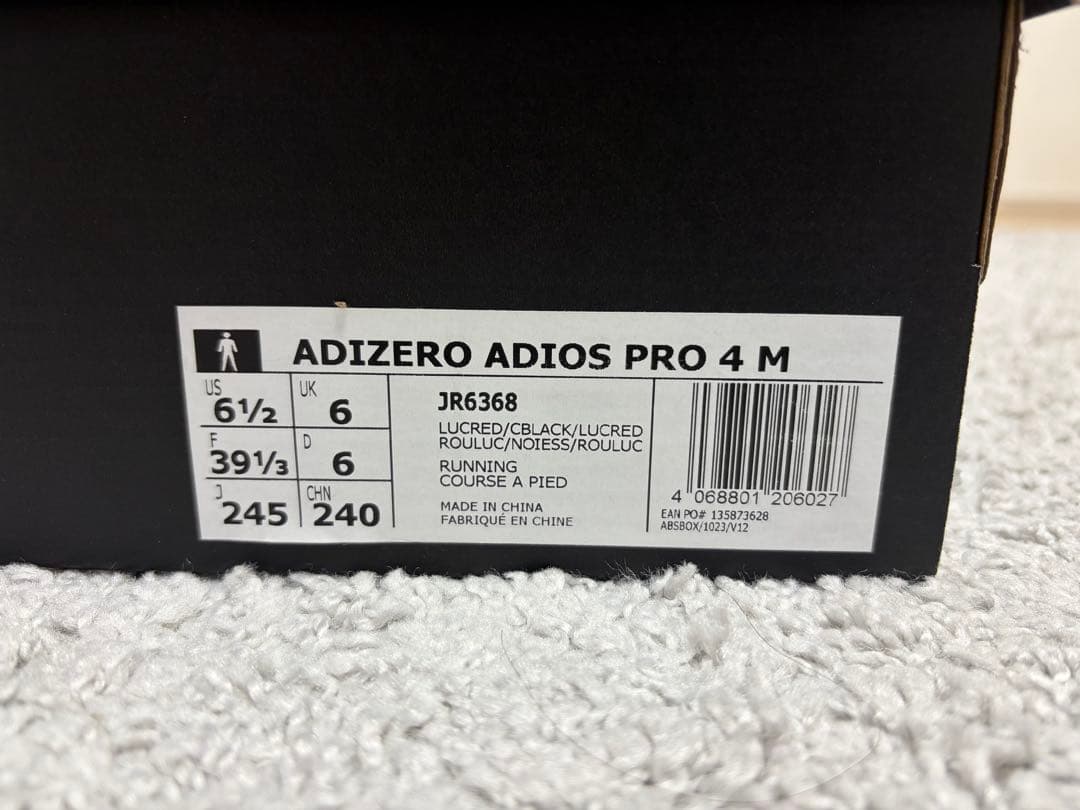 ADIZERO ADIOS PRO 4 M
US 6½ UK 6
F 39⅓ D 6
J 245 CHN 240
JR6368
LUCRED/CBLACK/LUCRED
ROULUC/NOIESS/ROULUC
RUNNING
COURSE A PIED
MADE IN CHINA
FABRIQUÉ EN CHINE
4 068801 206027
EAN PO# 135873628
ABSBOX/1023/V12